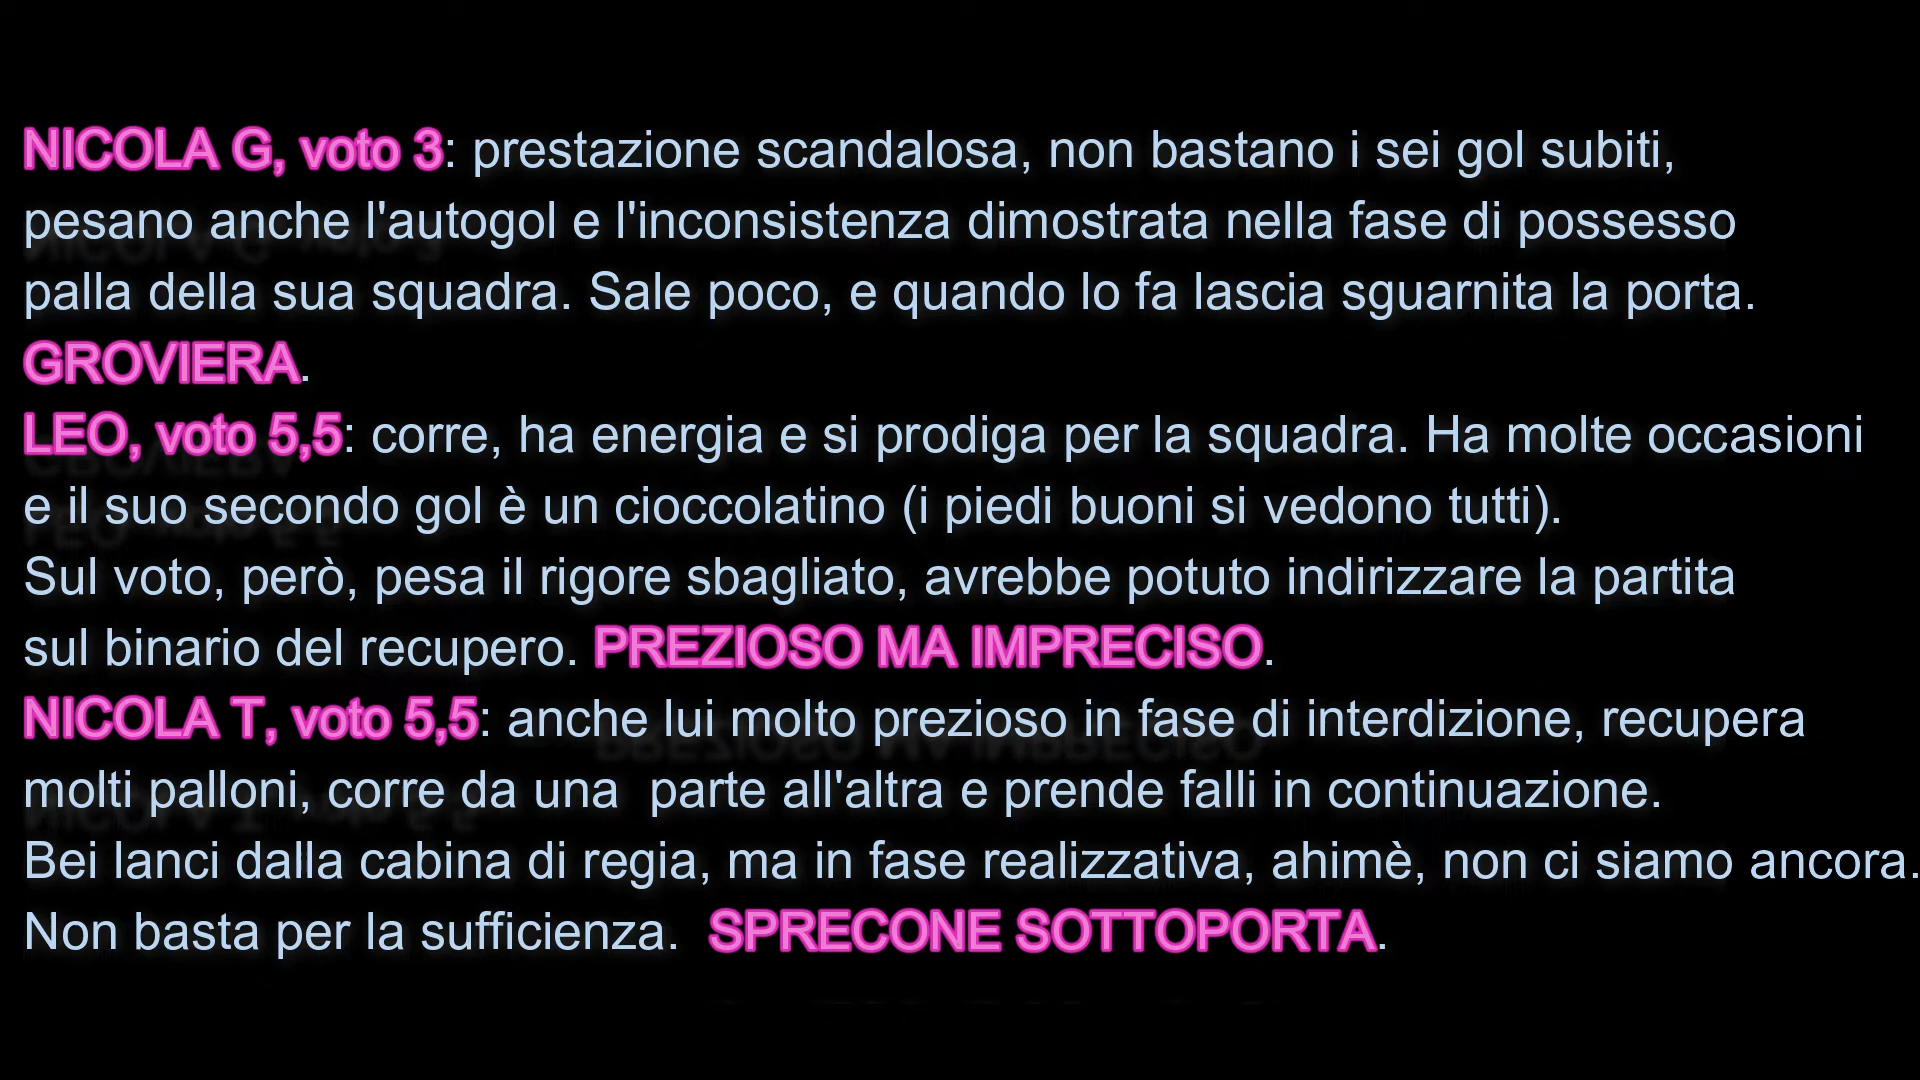 NICOLA G, voto 3: prestazione scandalosa, non bastano i sei gol subiti,
pesano anche l'autogol e l'inconsistenza dimostrata nella fase di possesso
palla della sua squadra. Sale poco, e quando lo fa lascia sguarnita la porta.
GROVIERA.
LEO, voto 5,5: corre, ha energia e si prodiga per la squadra. Ha molte occasioni
e il suo secondo gol è un cioccolatino (i piedi buoni si vedono tutti).
Sul voto, però, pesa il rigore sbagliato, avrebbe potuto indirizzare la partita
sul binario del recupero. PREZIOSO MA IMPRECISO.
NICOLA T, voto 5,5: anche lui molto prezioso in fase di interdizione, recupera
molti palloni, corre da una  parte all'altra e prende falli in continuazione.
Bei lanci dalla cabina di regia, ma in fase realizzativa, ahimè, non ci siamo ancora.
Non basta per la sufficienza.  SPRECONE SOTTOPORTA.